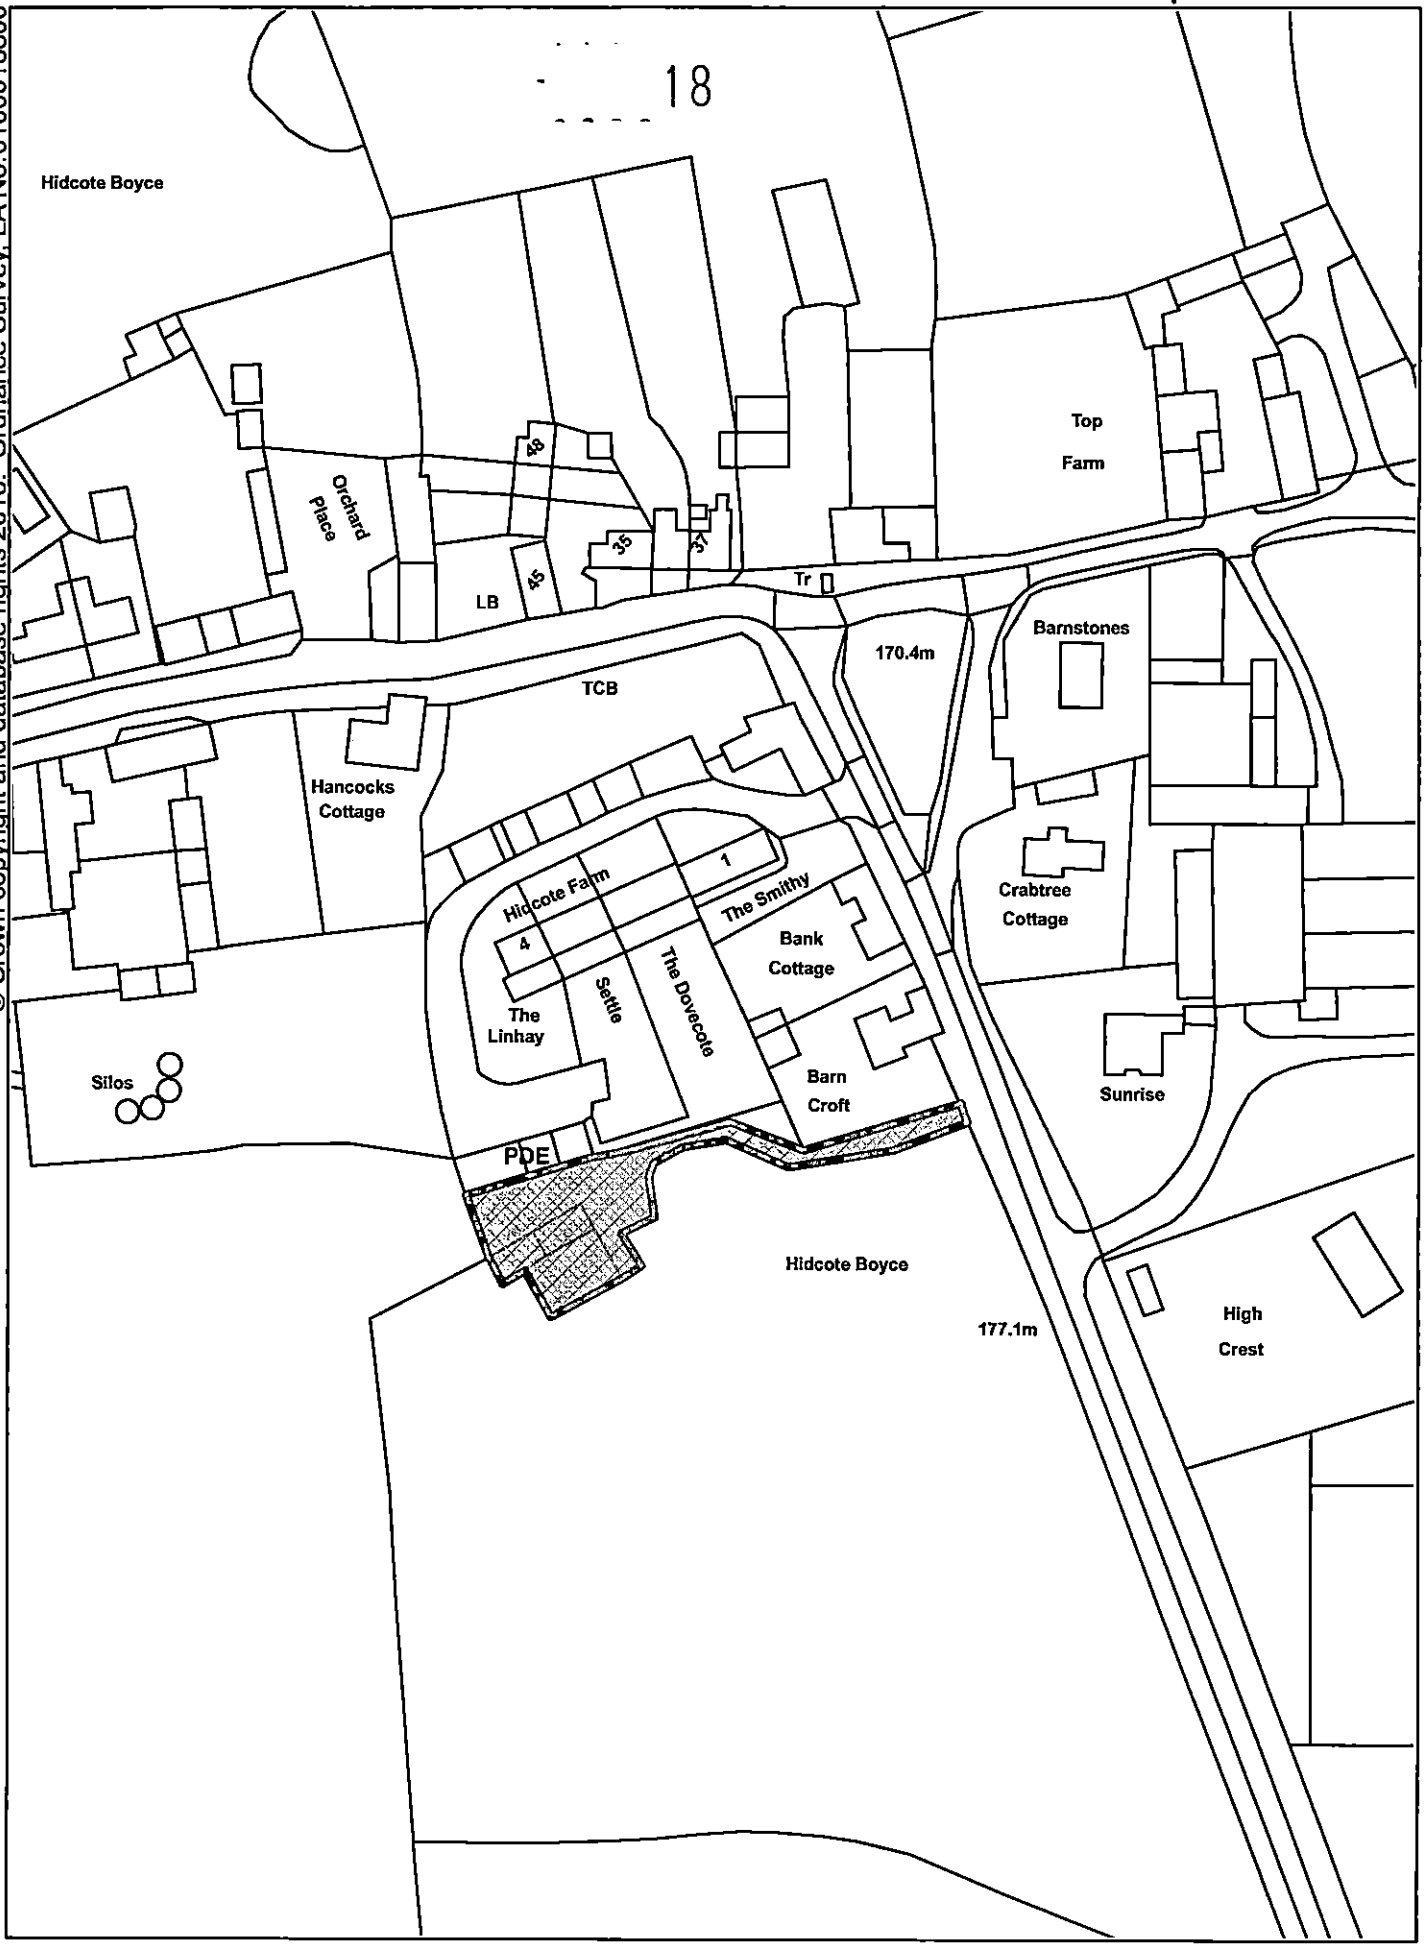 18
Hidcote Boyce
Top
Farm
48
Orchard
Place
35
37
45
LB
Tr
Barnstones
170.4m
TCB
Hancocks
Cottage
1
Hidcote Farm
The Smithy
Crabtree
Cottage
4
Bank
Cottage
The Dovecote
Settle
The
Linhay
Silos
Barn
Croft
Sunrise
PDE
Hidcote Boyce
177.1m
High
Crest